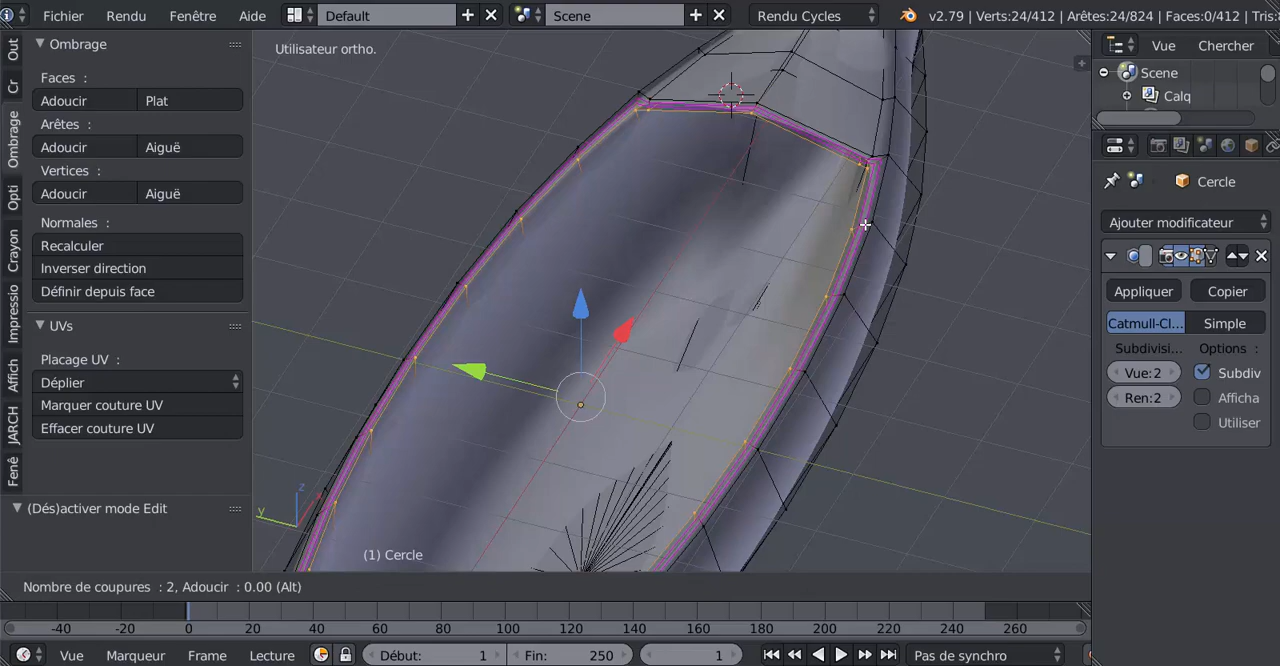 Fichier Rendu Fenêtre Aide Default Scene Rendu Cycles v2.79 | Verts:24/412 | Arêtes:24/824 | Faces:0/412 | Tris:
Out
Cr
Ombrage
Opti
Crayon
Impressio
Affich
JARCH
Fenê
Ombrage
Faces :
Adoucir Plat
Arêtes :
Adoucir Aiguë
Vertices :
Adoucir Aiguë
Normales :
Recalculer
Inverser direction
Définir depuis face
UVs
Placage UV :
Déplier
Marquer couture UV
Effacer couture UV
(Dés)activer mode Edit
Utilisateur ortho.
z
x
y
(1) Cercle
Vue Chercher
Scene
Calq
Cercle
Ajouter modificateur
Appliquer Copier
Catmull-Cl... Simple
Subdivisi... Options :
Vue:2 Subdiv
Ren:2 Afficha
Utiliser
Nombre de coupures : 2, Adoucir : 0.00 (Alt)
-40 -20 0 20 40 60 80 100 120 140 160 180 200 220 240 260
Vue Marqueur Frame Lecture Début: 1 Fin: 250 1 Pas de synchro